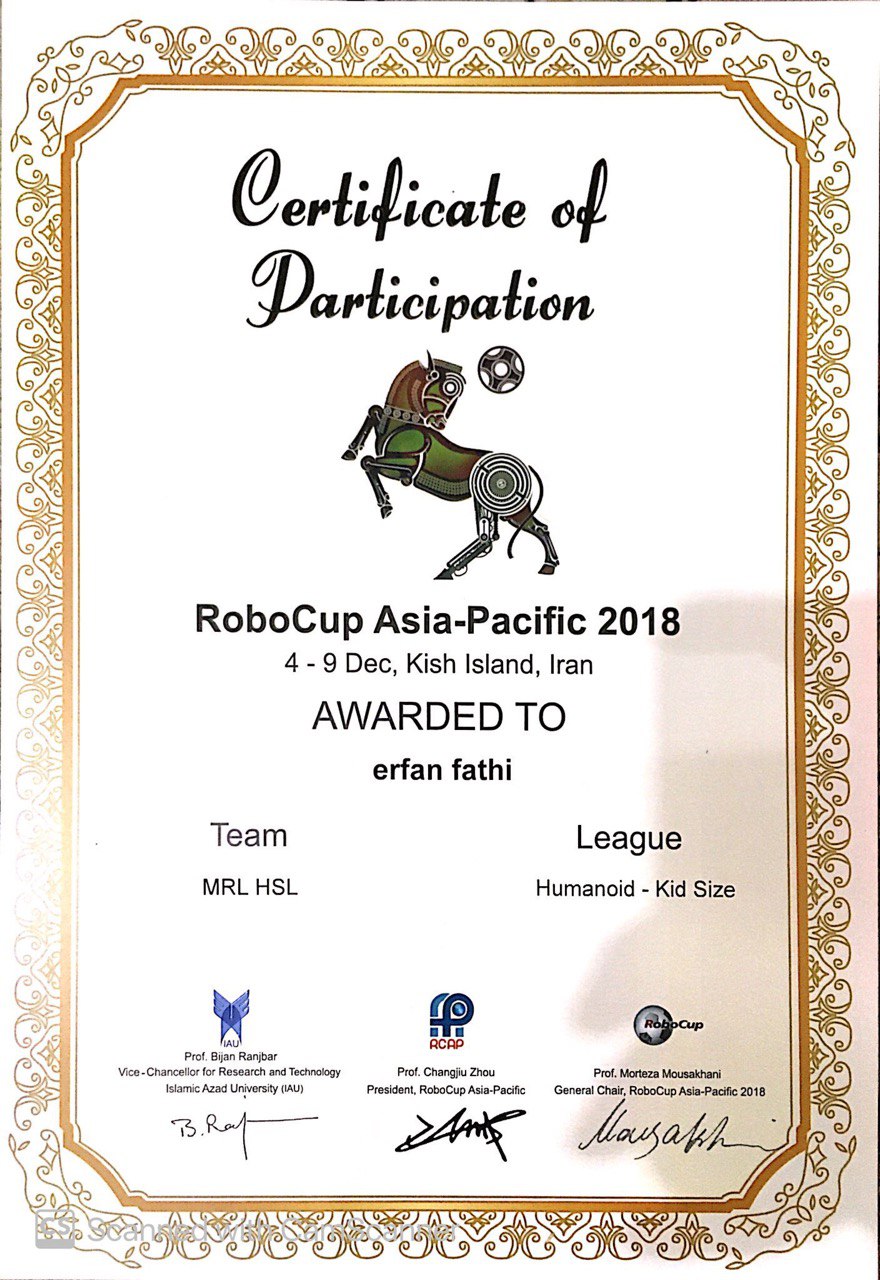 Certificate of
Participation
RoboCup Asia-Pacific 2018
4 - 9 Dec, Kish Island, Iran
AWARDED TO
erfan fathi
Team
League
MRL HSL
Humanoid - Kid Size
IAU
RCAP
RoboCup
Prof. Bijan Ranjbar
Vice-Chancellor for Research and Technology
Islamic Azad University (IAU)
Prof. Changjiu Zhou
President, RoboCup Asia-Pacific
Prof. Morteza Mousakhani
General Chair, RoboCup Asia-Pacific 2018
CS Scanned with CamScanner